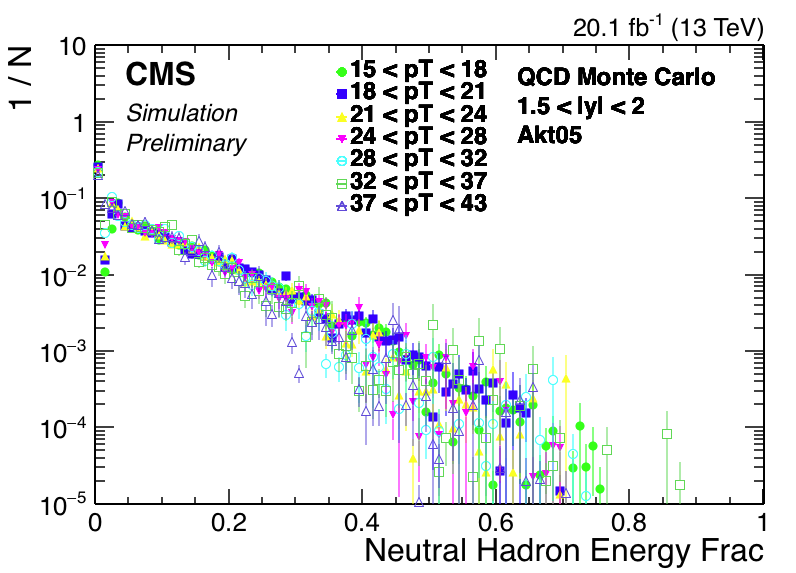 20.1 fb⁻¹ (13 TeV)
1 / N
CMS
Simulation
Preliminary
15 < pT < 18
18 < pT < 21
21 < pT < 24
24 < pT < 28
28 < pT < 32
32 < pT < 37
37 < pT < 43
QCD Monte Carlo
1.5 < |y| < 2
Akt05
10
1
10⁻¹
10⁻²
10⁻³
10⁻⁴
10⁻⁵
0 0.2 0.4 0.6 0.8 1
Neutral Hadron Energy Frac